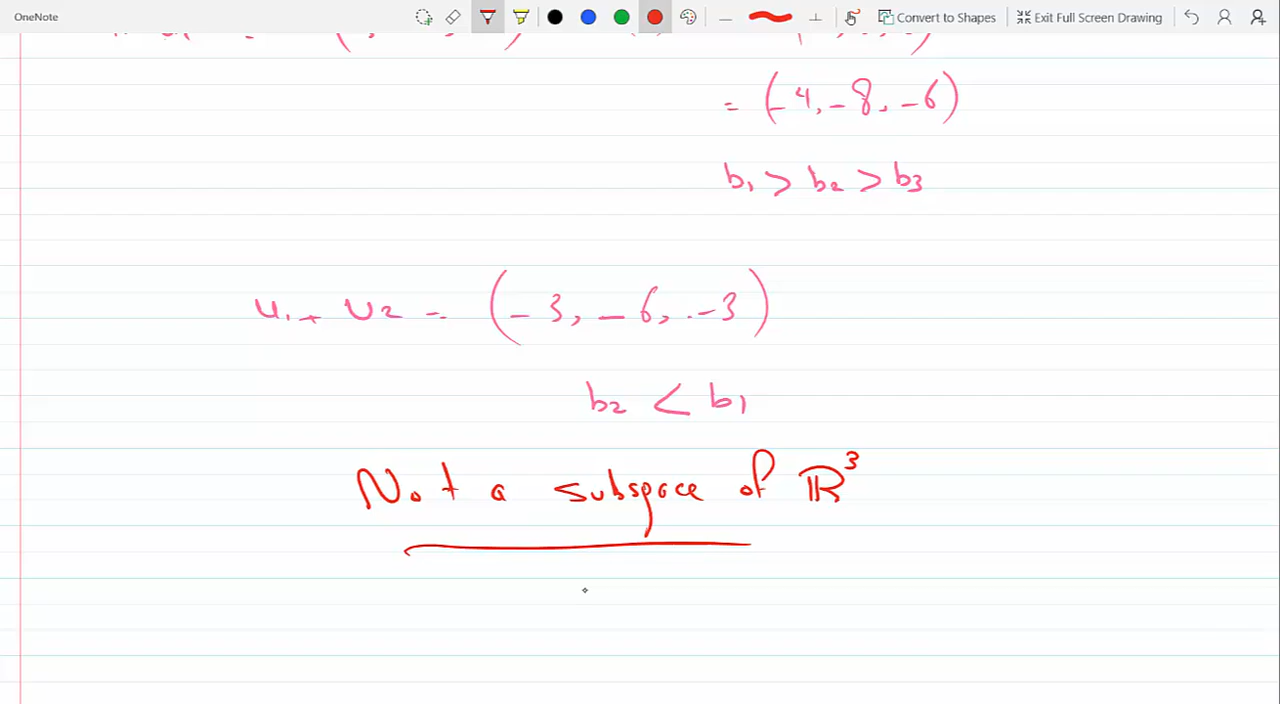 OneNote
Convert to Shapes
Exit Full Screen Drawing
= (-4, -8, -6)
b1 > b2 > b3
u1 + u2 = (-3, -6, -3)
b2 < b1
Not a subspace of ℝ³